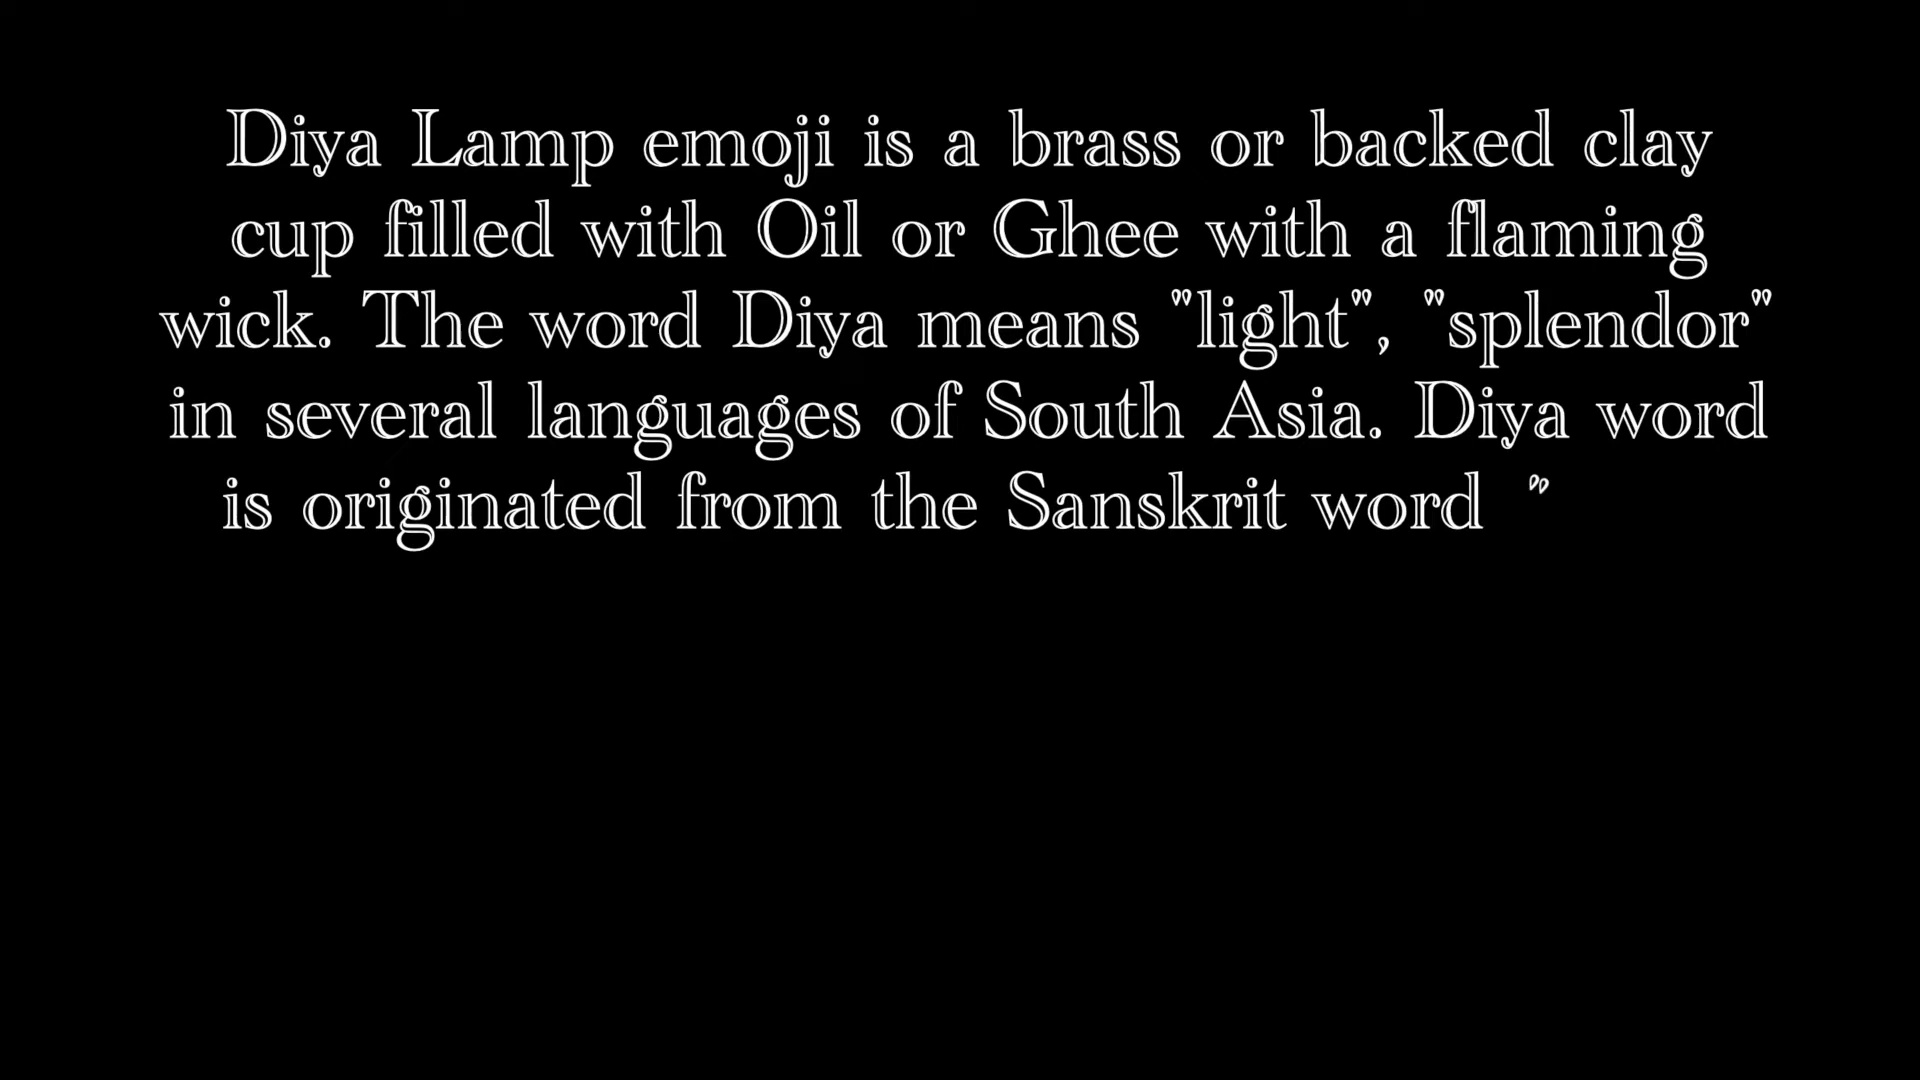 Diya Lamp emoji is a brass or backed clay
cup filled with Oil or Ghee with a flaming
wick. The word Diya means "light", "splendor"
in several languages of South Asia. Diya word
is originated from the Sanskrit word "